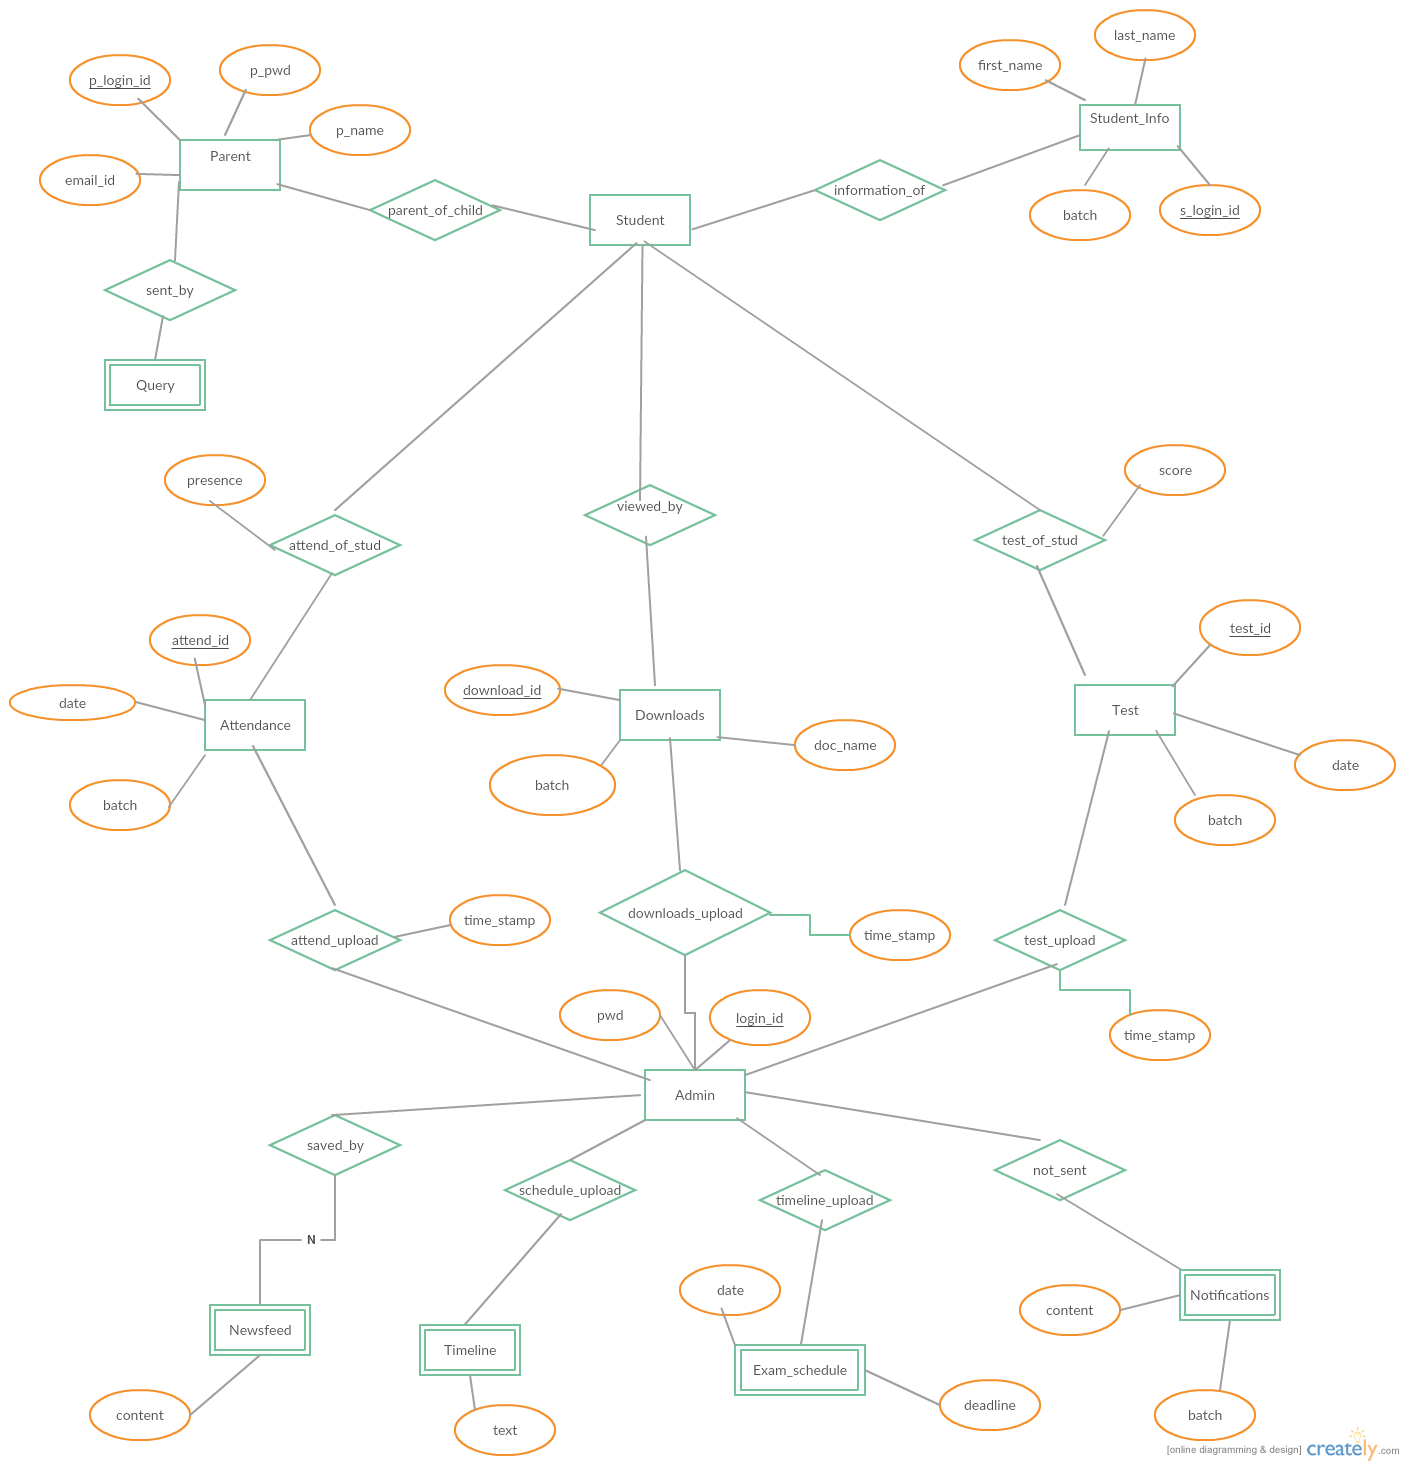 last_name
first_name
p_pwd
p_login_id
Student_Info
p_name
Parent
email_id
information_of
parent_of_child
s_login_id
batch
Student
sent_by
Query
score
presence
viewed_by
test_of_stud
attend_of_stud
test_id
attend_id
download_id
date
Downloads
Test
Attendance
doc_name
date
batch
batch
batch
downloads_upload
time_stamp
time_stamp
attend_upload
test_upload
pwd
login_id
time_stamp
Admin
saved_by
not_sent
schedule_upload
timeline_upload
N
date
Notifications
content
Newsfeed
Timeline
Exam_schedule
deadline
content
batch
text
[online diagramming & design] creately.com